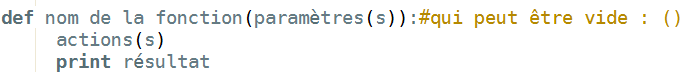 def nom de la fonction(paramètres(s)):#qui peut être vide : ()
actions(s)
print résultat